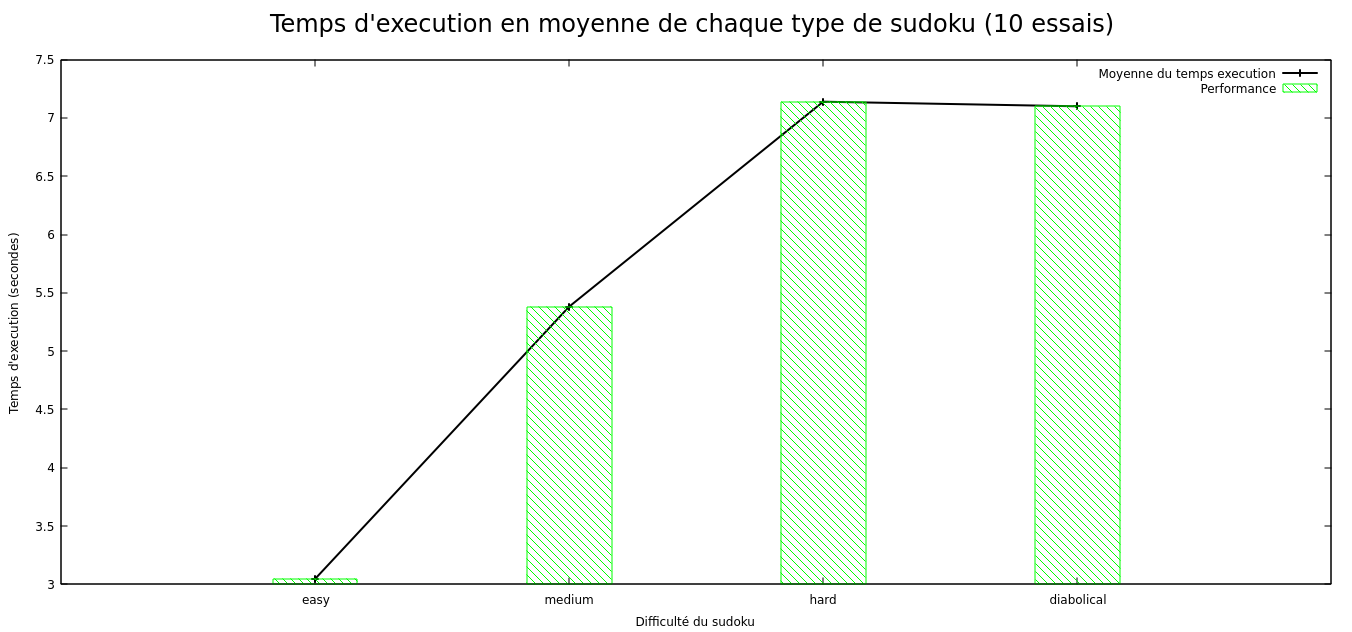 Temps d'execution en moyenne de chaque type de sudoku (10 essais)
7.5
7
6.5
6
5.5
5
4.5
4
3.5
3
Temps d'execution (secondes)
Moyenne du temps execution
Performance
easy
medium
hard
diabolical
Difficulté du sudoku